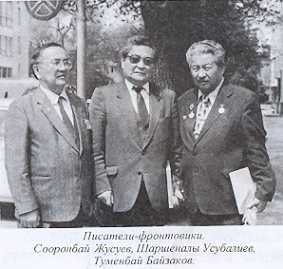 Писатели-фронтовики.
Сооронбай Жусуев, Шаршеналы Усубалиев,
Туменбай Байзаков.